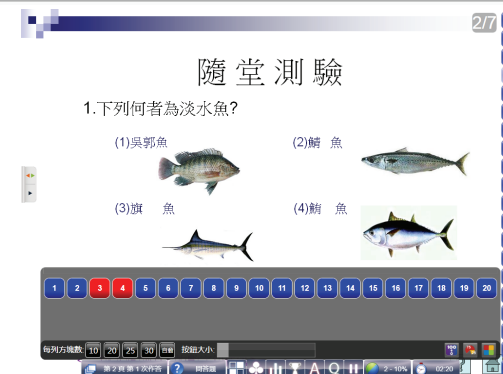 2/7
隨堂測驗
1.下列何者為淡水魚?
(1)吳郭魚
(2)鯖 魚
(3)旗 魚
(4)鮪 魚
1 2 3 4 5 6 7 8 9 10 11 12 13 14 15 16 17 18 19 20
每列方塊數: 10 20 25 30 自動 按鈕大小:
第2頁第1次作答 ? 問答題 A Q 2 - 10% 02:20